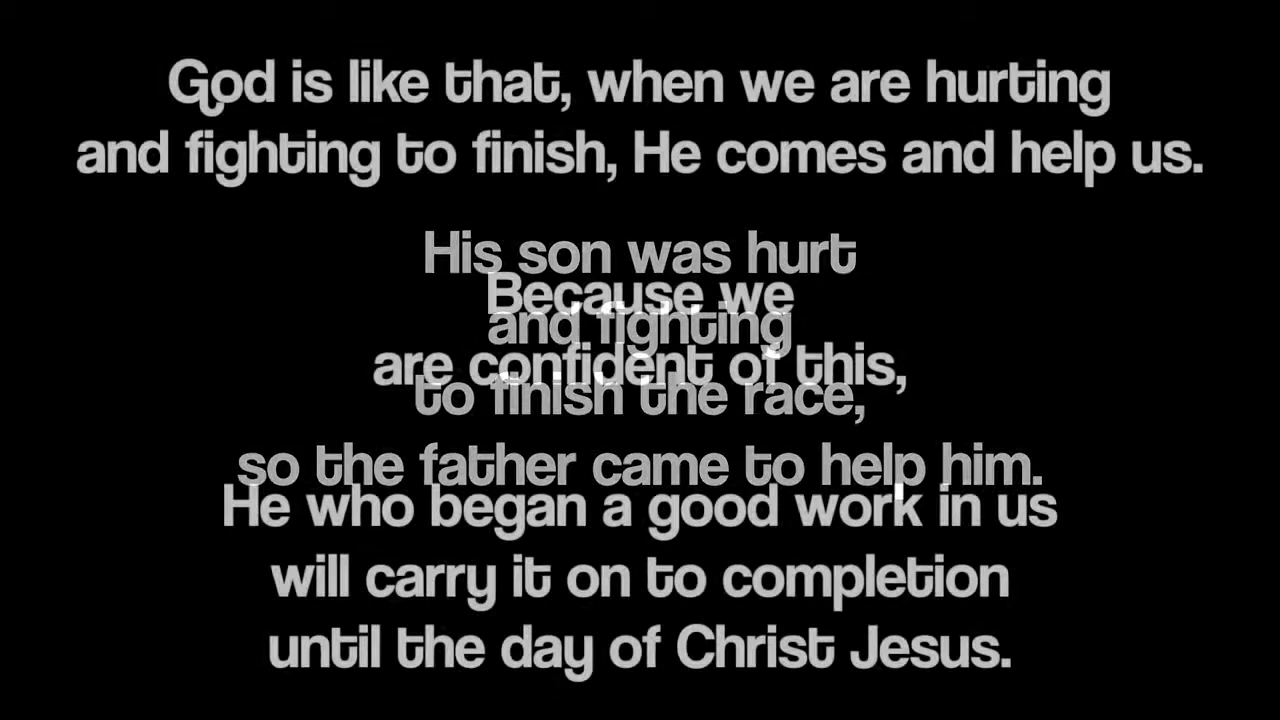 God is like that, when we are hurting
and fighting to finish, He comes and help us.
His son was hurt
Because we
and fighting
are confident of this,
to finish the race,
so the father came to help him.
He who began a good work in us
will carry it on to completion
until the day of Christ Jesus.